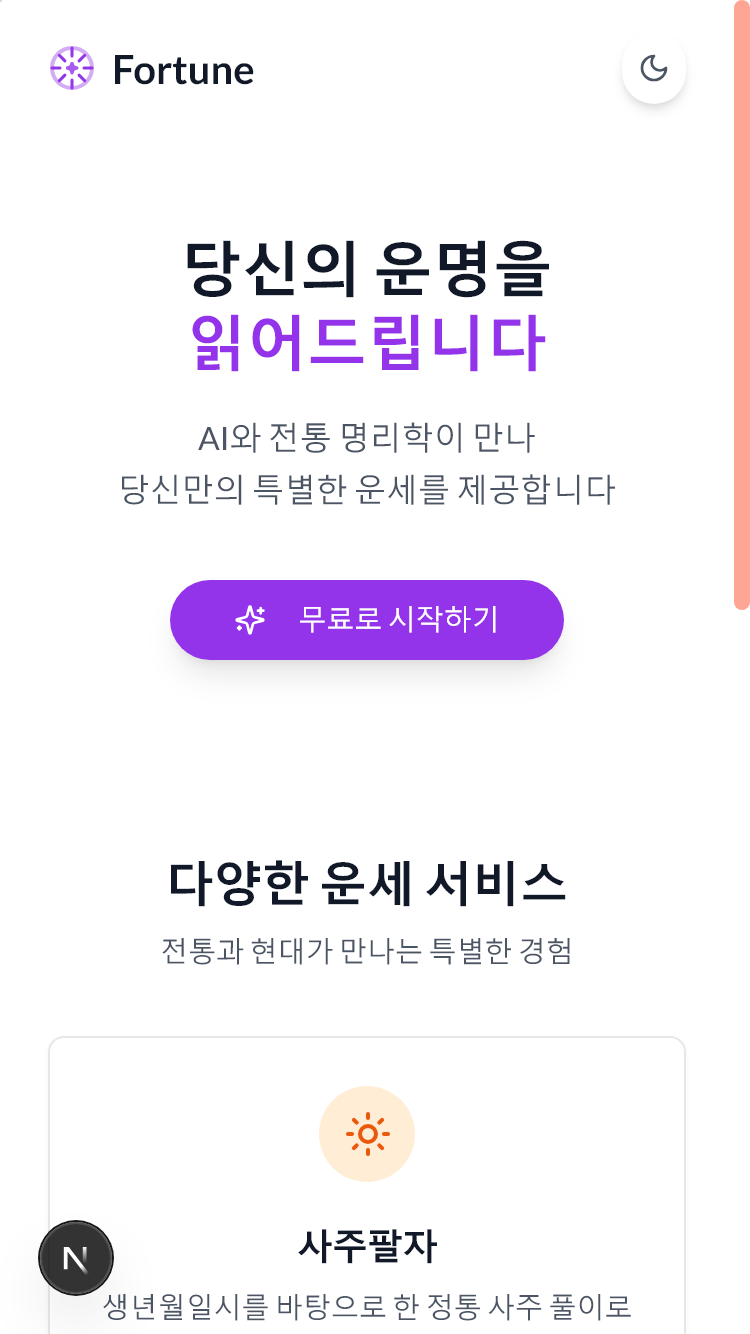 Fortune
당신의 운명을
읽어드립니다
AI와 전통 명리학이 만나
당신만의 특별한 운세를 제공합니다
무료로 시작하기
다양한 운세 서비스
전통과 현대가 만나는 특별한 경험
사주팔자
N
생년월일시를 바탕으로 한 정통 사주 풀이로